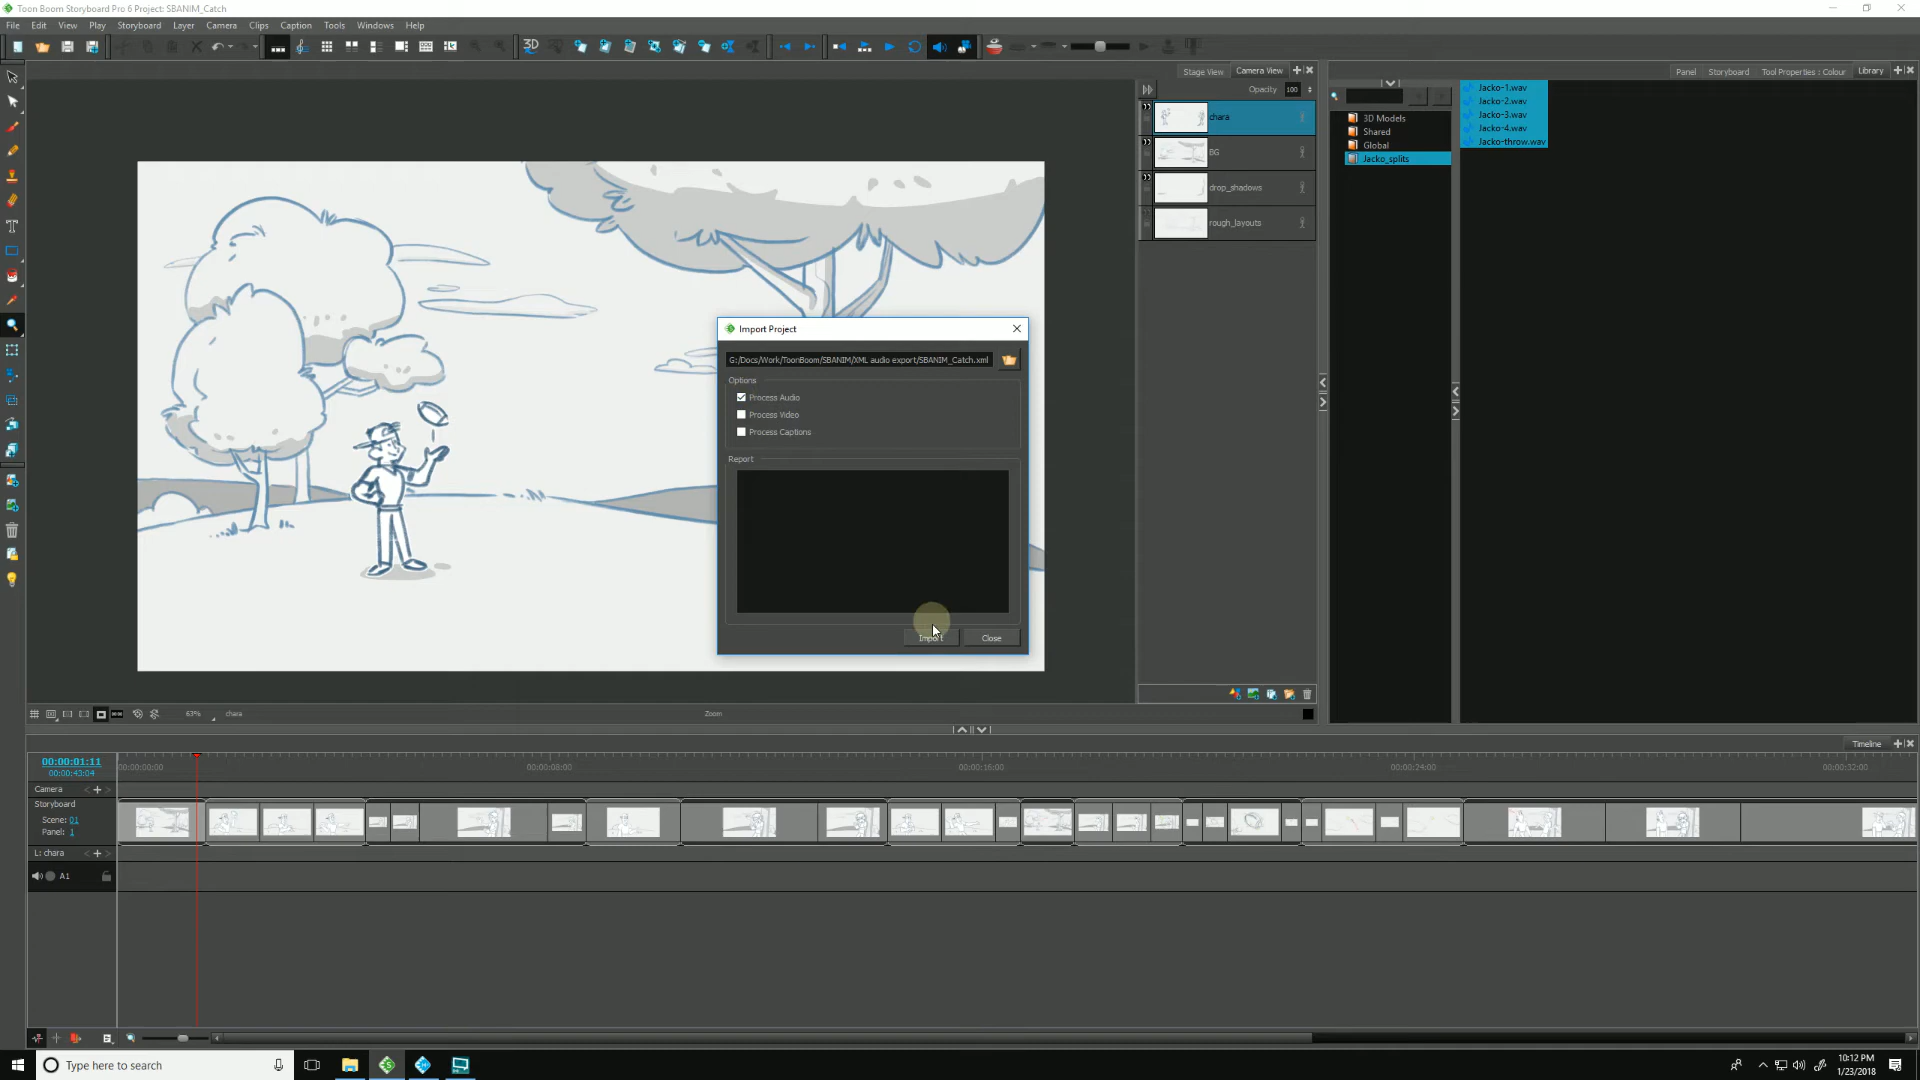 Toon Boom Storyboard Pro 6 Project: SBANIM_Catch
File Edit View Play Storyboard Layer Camera Clips Caption Tools Windows Help
3D
Stage View Camera View
Panel Storyboard Tool Properties : Colour Library
Opacity 100
chara
BG
drop_shadows
rough_layouts
3D Models
Shared
Global
Jacko_splits
Jacko-1.wav
Jacko-2.wav
Jacko-3.wav
Jacko-4.wav
Jacko-throw.wav
Import Project
G:/Docs/Work/ToonBoom/SBANIM/XML audio export/SBANIM_Catch.xml
Options
Process Audio
Process Video
Process Captions
Report
Import Close
63% chara Zoom
Timeline
00:00:01:11
00:00:43:04
00:00:00:00 00:00:08:00 00:00:16:00 00:00:24:00 00:00:32:00
Camera
Storyboard
Scene: 01
Panel: 1
L: chara
A1
Type here to search
10:12 PM
1/23/2018